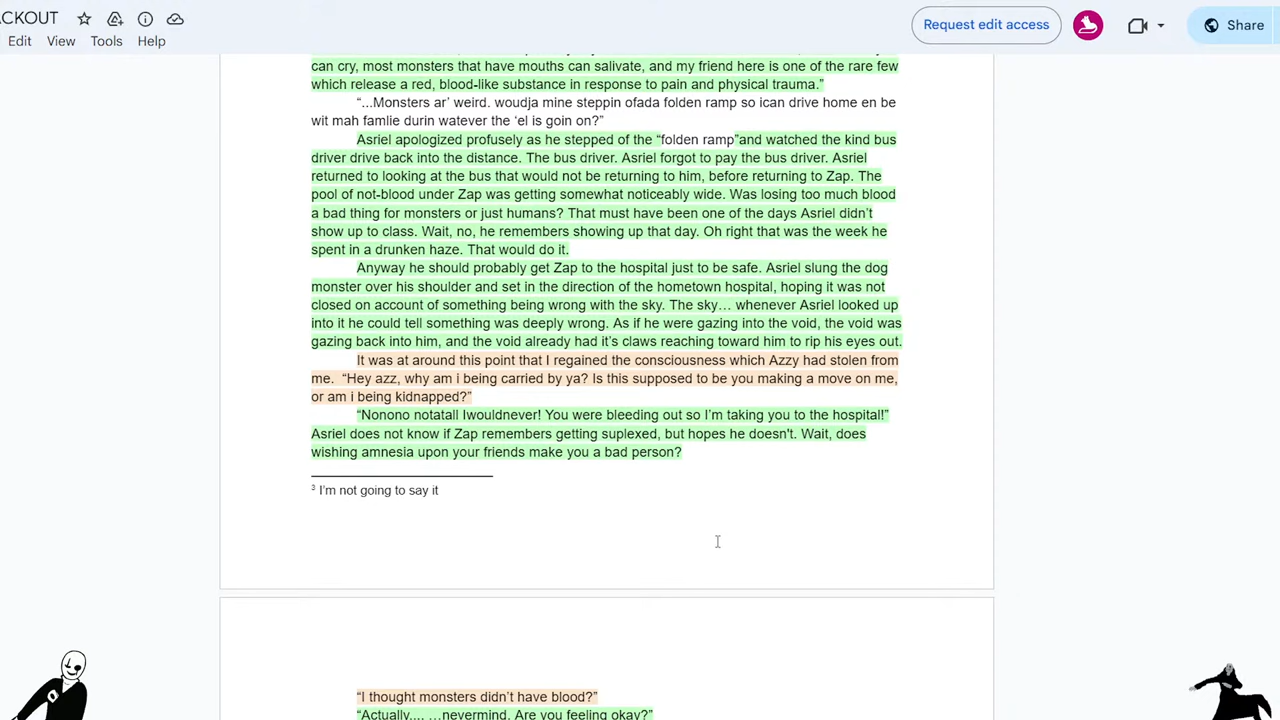 CKOUT
Request edit access
Share
Edit View Tools Help
can cry, most monsters that have mouths can salivate, and my friend here is one of the rare few
which release a red, blood-like substance in response to pain and physical trauma.”
“...Monsters ar’ weird. woudja mine steppin ofada folden ramp so ican drive home en be
wit mah famlie durin watever the ‘el is goin on?”
Asriel apologized profusely as he stepped of the “folden ramp”and watched the kind bus
driver drive back into the distance. The bus driver. Asriel forgot to pay the bus driver. Asriel
returned to looking at the bus that would not be returning to him, before returning to Zap. The
pool of not-blood under Zap was getting somewhat noticeably wide. Was losing too much blood
a bad thing for monsters or just humans? That must have been one of the days Asriel didn’t
show up to class. Wait, no, he remembers showing up that day. Oh right that was the week he
spent in a drunken haze. That would do it.
Anyway he should probably get Zap to the hospital just to be safe. Asriel slung the dog
monster over his shoulder and set in the direction of the hometown hospital, hoping it was not
closed on account of something being wrong with the sky. The sky… whenever Asriel looked up
into it he could tell something was deeply wrong. As if he were gazing into the void, the void was
gazing back into him, and the void already had it’s claws reaching toward him to rip his eyes out.
It was at around this point that I regained the consciousness which Azzy had stolen from
me. “Hey azz, why am i being carried by ya? Is this supposed to be you making a move on me,
or am i being kidnapped?”
“Nonono notatall Iwouldnever! You were bleeding out so I’m taking you to the hospital!”
Asriel does not know if Zap remembers getting suplexed, but hopes he doesn't. Wait, does
wishing amnesia upon your friends make you a bad person?
3 I’m not going to say it
“I thought monsters didn’t have blood?”
“Actually.... …nevermind. Are you feeling okay?”